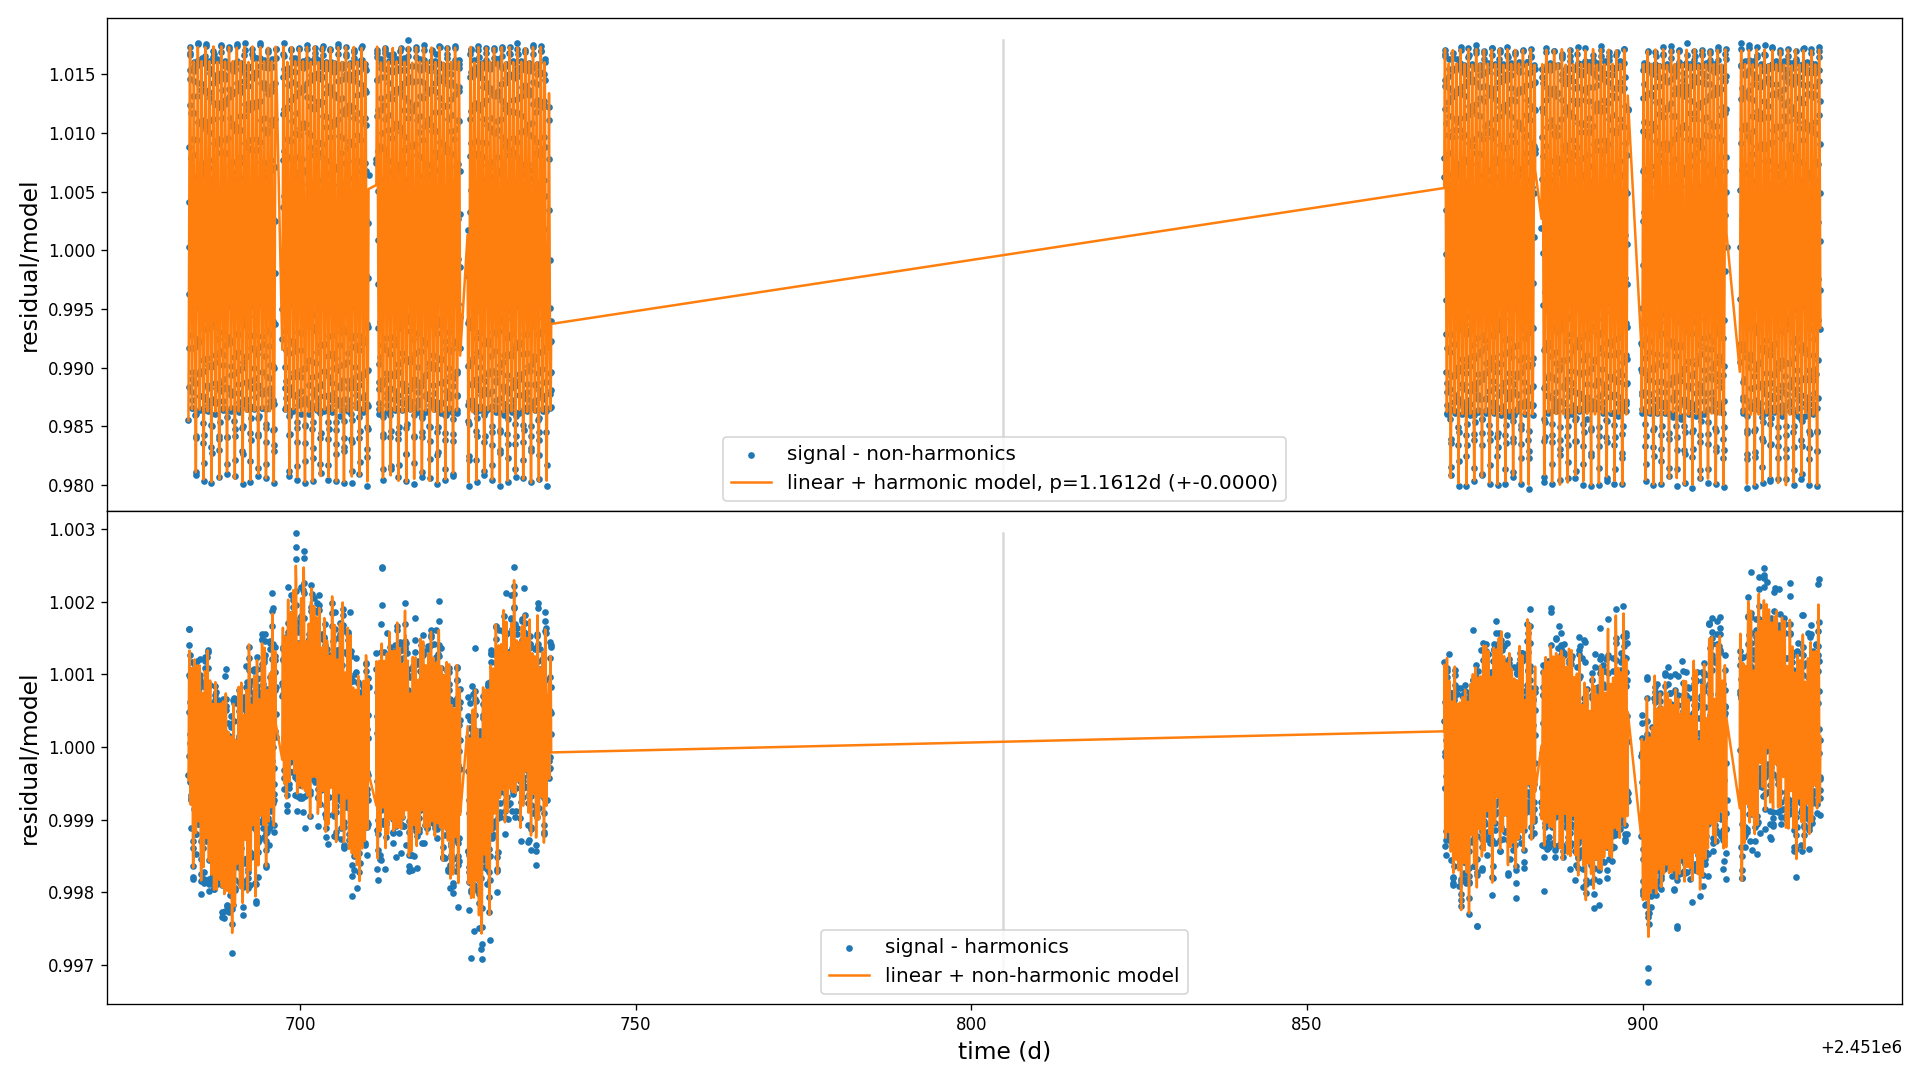 residual/model
1.015
1.010
1.005
1.000
0.995
0.990
0.985
0.980
signal - non-harmonics
linear + harmonic model, p=1.1612d (+-0.0000)
residual/model
1.003
1.002
1.001
1.000
0.999
0.998
0.997
signal - harmonics
linear + non-harmonic model
700 750 800 850 900
time (d)
+2.451e6